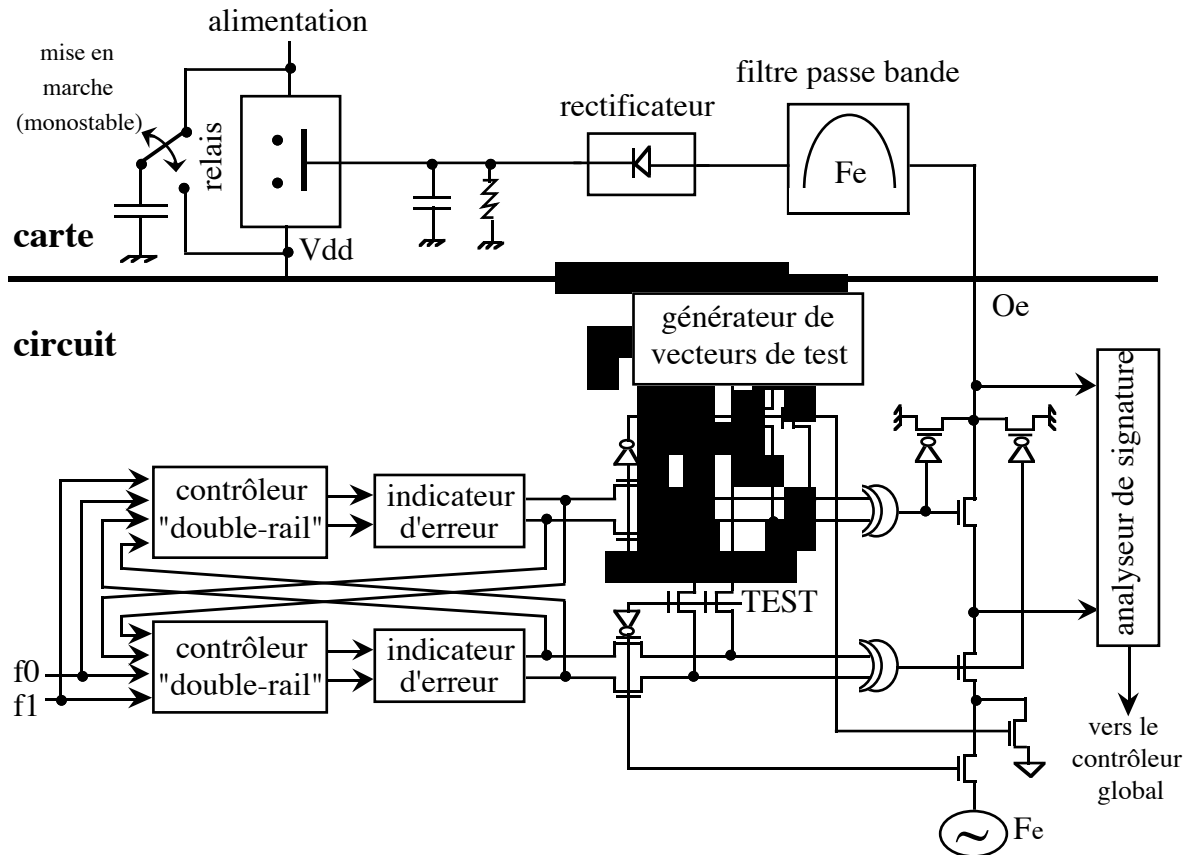 alimentation
mise en
marche
(monostable)
relais
rectificateur
filtre passe bande
Fe
carte
Vdd
Oe
circuit
générateur de
vecteurs de test
analyseur de signature
contrôleur
"double-rail"
indicateur
d'erreur
TEST
contrôleur
"double-rail"
indicateur
d'erreur
f0
f1
vers le
contrôleur
global
Fe